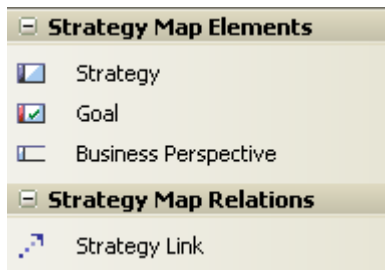 Strategy Map Elements
Strategy
Goal
Business Perspective
Strategy Map Relations
Strategy Link